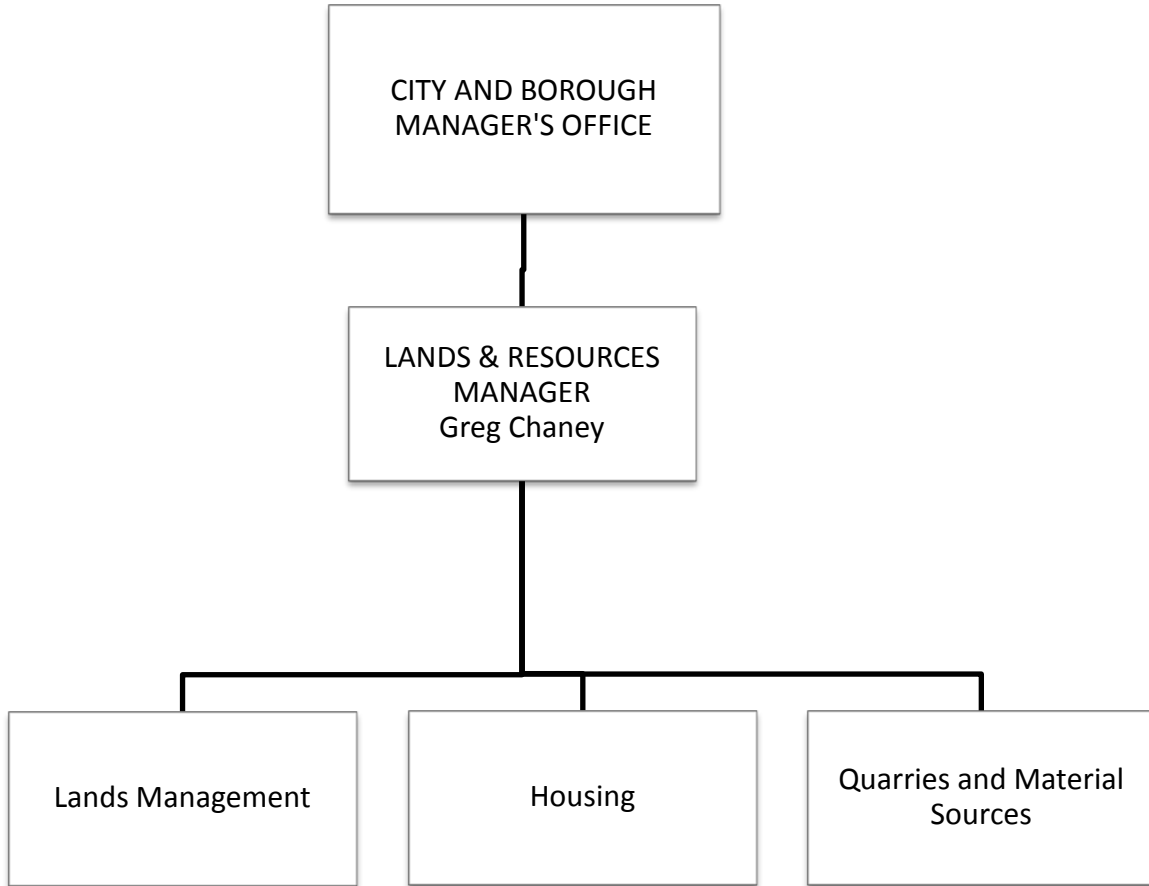 CITY AND BOROUGH
MANAGER'S OFFICE
LANDS & RESOURCES
MANAGER
Greg Chaney
Lands Management
Housing
Quarries and Material
Sources